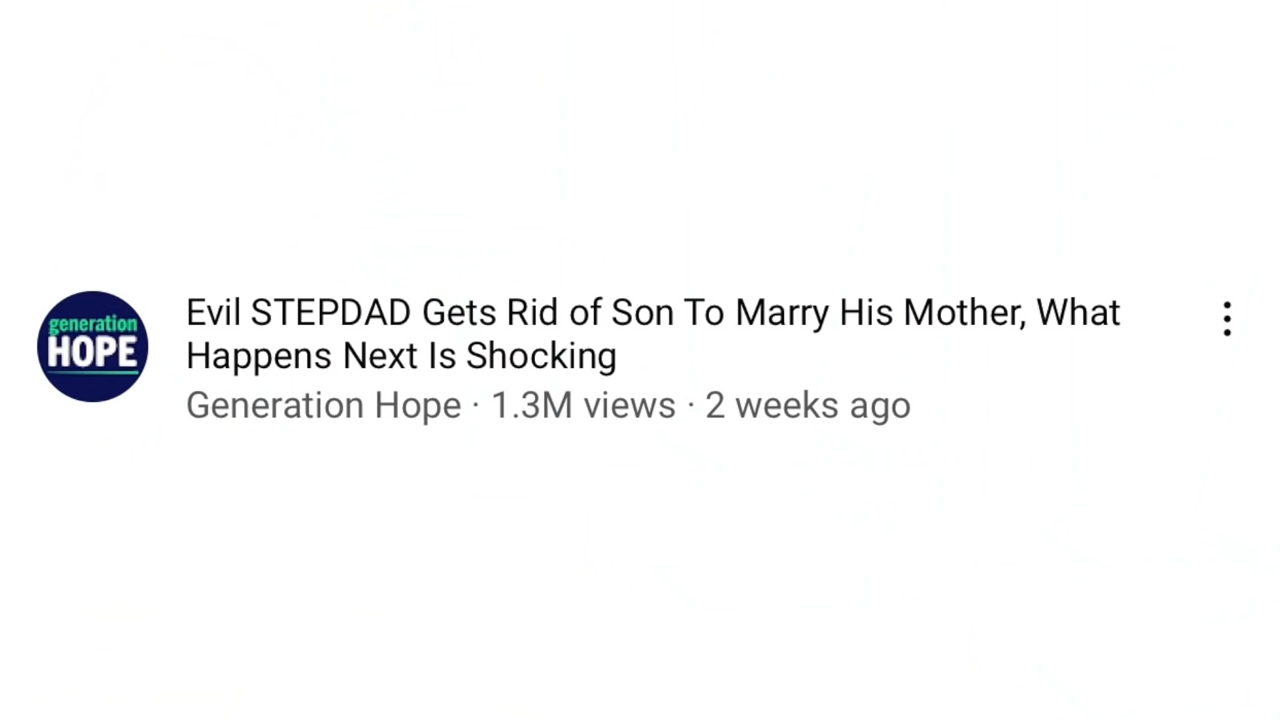 generation
HOPE
Evil STEPDAD Gets Rid of Son To Marry His Mother, What
Happens Next Is Shocking
Generation Hope · 1.3M views · 2 weeks ago